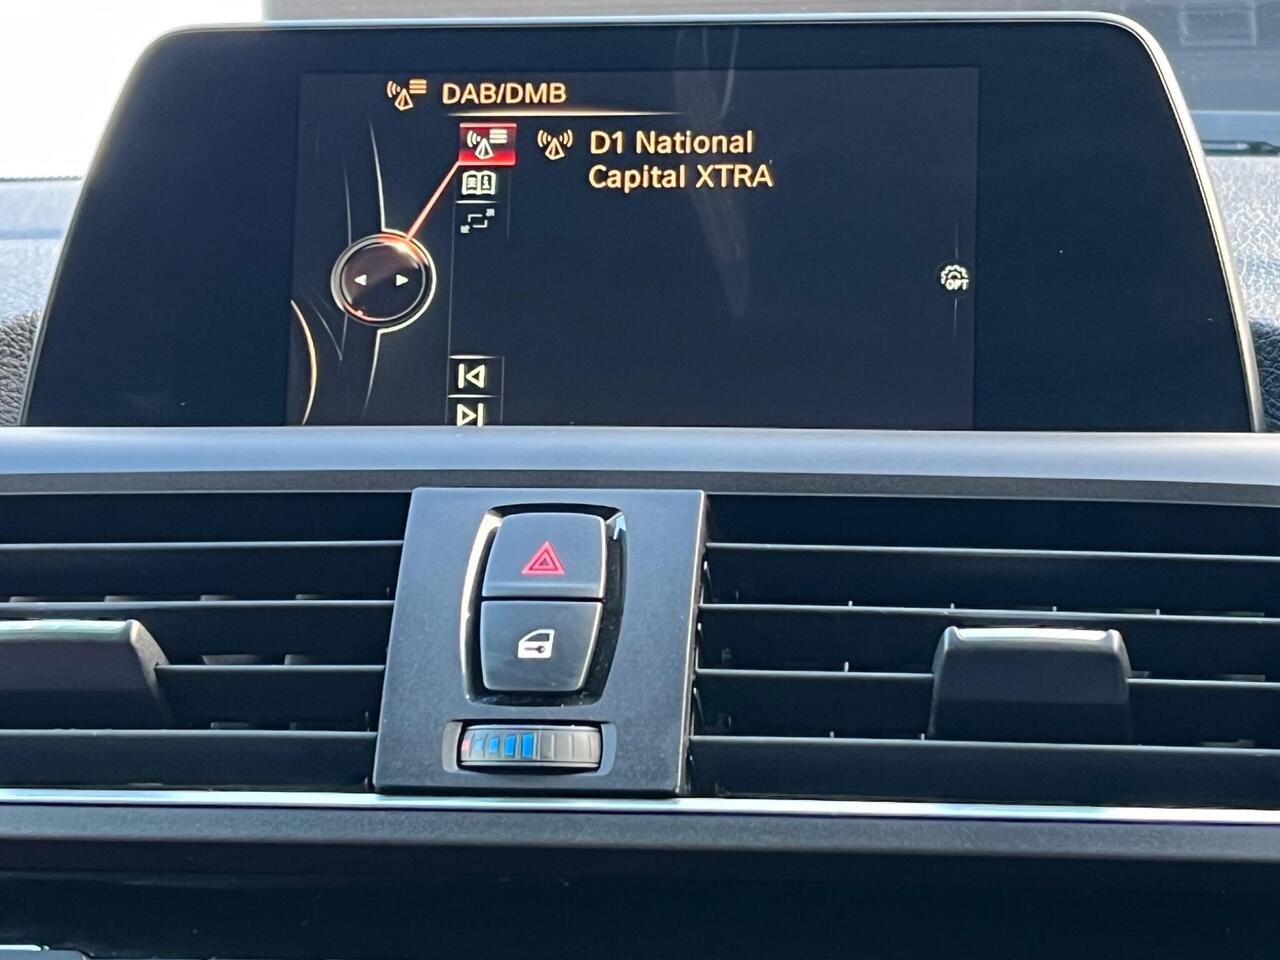 DAB/DMB
D1 National
Capital XTRA
OPT